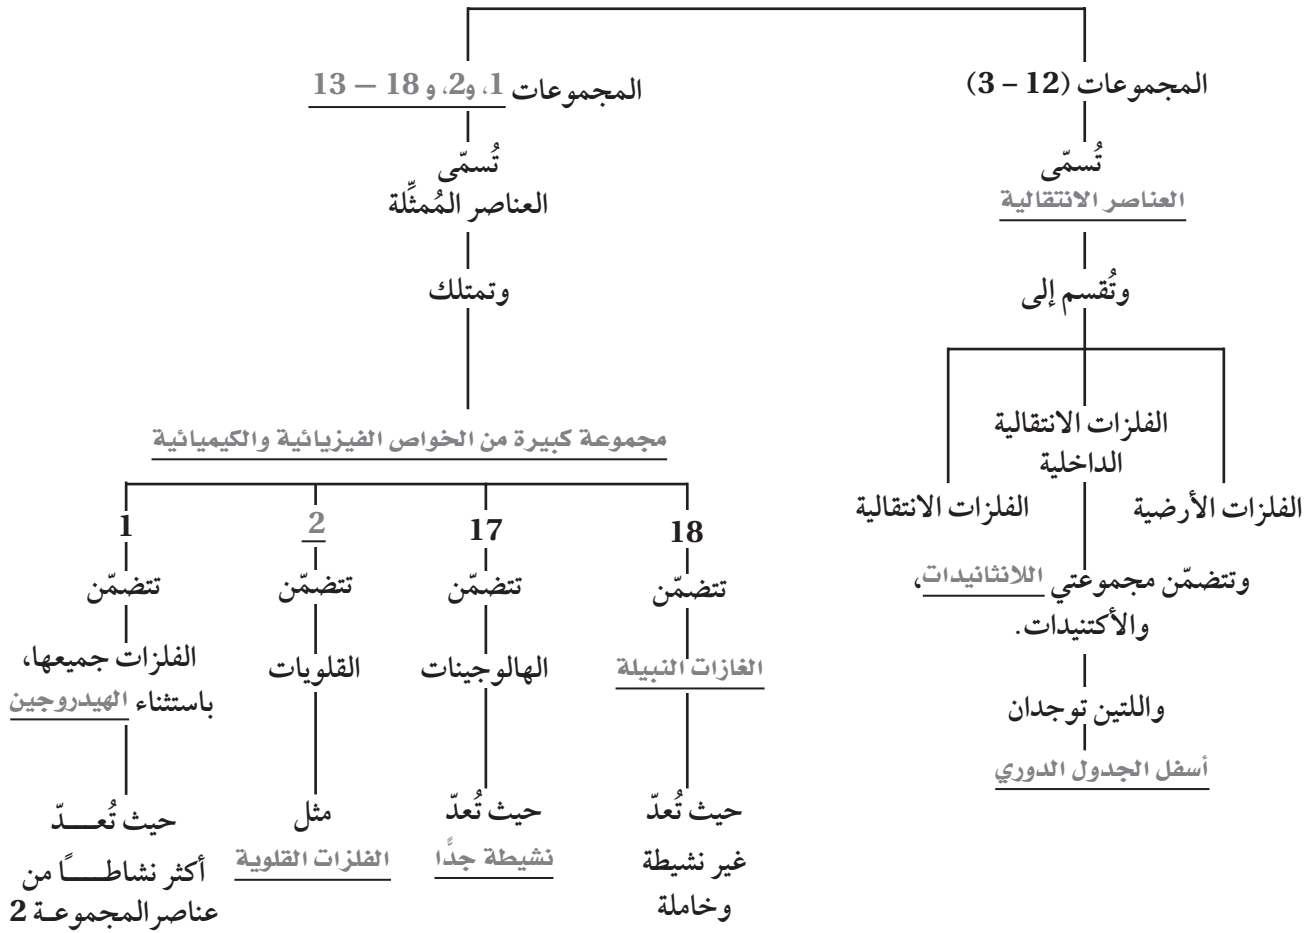 المجموعات (3 – 12)
تُسمّى
العناصر الانتقالية
وتُقسم إلى
الفلزات الأرضية
الفلزات الانتقالية
الداخلية
الفلزات الانتقالية
وتتضمّن مجموعتي اللانثانيدات،
والأكتنيدات.
واللتين توجدان
أسفل الجدول الدوري
المجموعات 1، و2، و 18 – 13
تُسمّى
العناصر المُمثِّلة
وتمتلك
مجموعة كبيرة من الخواص الفيزيائية والكيميائية
18
تتضمّن
الغازات النبيلة
حيث تُعدّ
غير نشيطة
وخاملة
17
تتضمّن
الهالوجينات
حيث تُعدّ
نشيطة جدًّا
2
تتضمّن
القلويات
مثل
الفلزات القلوية
1
تتضمّن
الفلزات جميعها،
باستثناء الهيدروجين
حيث تُعـــدّ
أكثر نشاطـــــًا من
عناصر المجموعـة 2